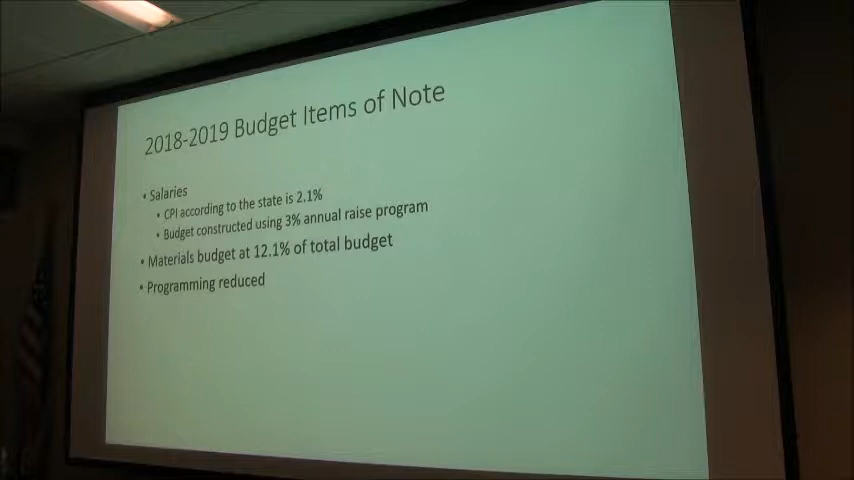 2018-2019 Budget Items of Note
• Salaries
• CPI according to the state is 2.1%
• Budget constructed using 3% annual raise program
• Materials budget at 12.1% of total budget
• Programming reduced